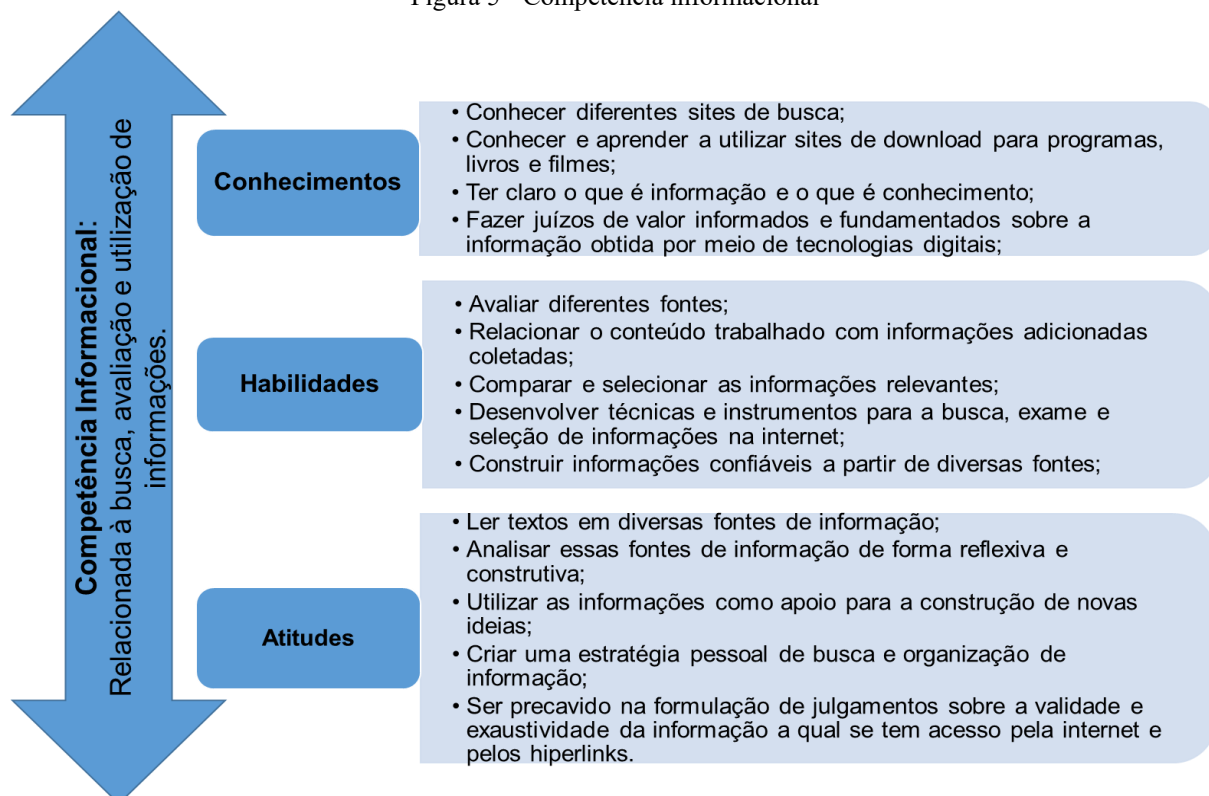 Figura 5 - Competência informacional
Competência Informacional:
Relacionada à busca, avaliação e utilização de
informações.
Conhecimentos
• Conhecer diferentes sites de busca;
• Conhecer e aprender a utilizar sites de download para programas,
livros e filmes;
• Ter claro o que é informação e o que é conhecimento;
• Fazer juízos de valor informados e fundamentados sobre a
informação obtida por meio de tecnologias digitais;
Habilidades
• Avaliar diferentes fontes;
• Relacionar o conteúdo trabalhado com informações adicionadas
coletadas;
• Comparar e selecionar as informações relevantes;
• Desenvolver técnicas e instrumentos para a busca, exame e
seleção de informações na internet;
• Construir informações confiáveis a partir de diversas fontes;
Atitudes
• Ler textos em diversas fontes de informação;
• Analisar essas fontes de informação de forma reflexiva e
construtiva;
• Utilizar as informações como apoio para a construção de novas
ideias;
• Criar uma estratégia pessoal de busca e organização de
informação;
• Ser precavido na formulação de julgamentos sobre a validade e
exaustividade da informação a qual se tem acesso pela internet e
pelos hiperlinks.